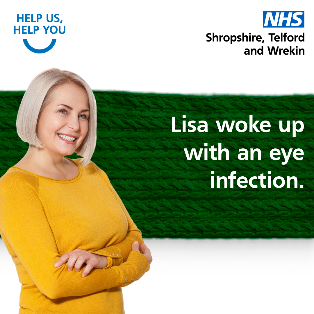 HELP US,
HELP YOU
NHS
Shropshire, Telford
and Wrekin
Lisa woke up
with an eye
infection.